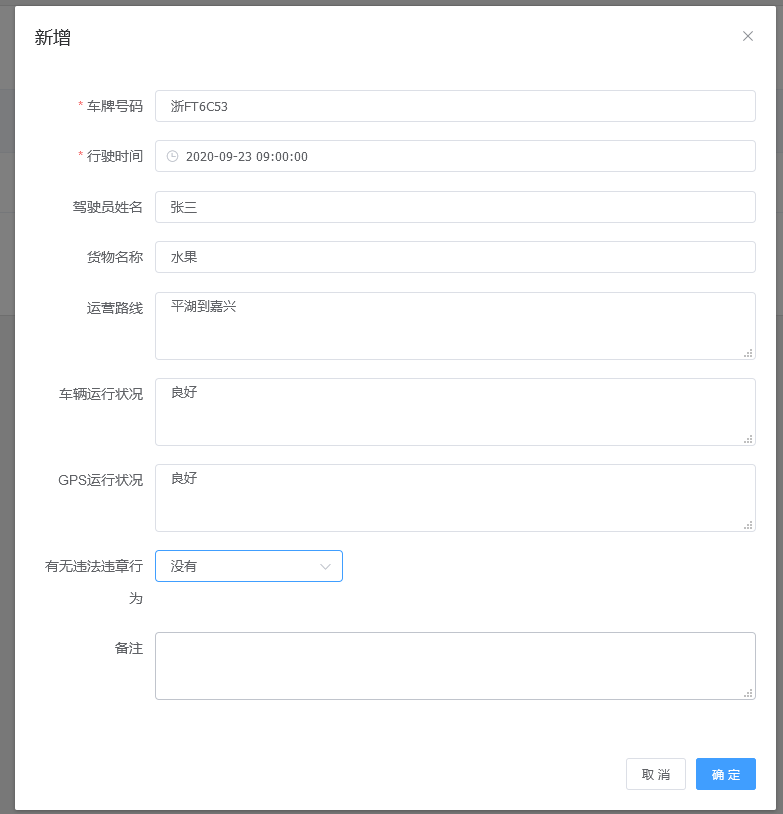 新增
* 车牌号码 浙FT6C53
* 行驶时间 2020-09-23 09:00:00
驾驶员姓名 张三
货物名称 水果
运营路线 平湖到嘉兴
车辆运行状况 良好
GPS运行状况 良好
有无违法违章行 没有
为
备注
取 消 确 定